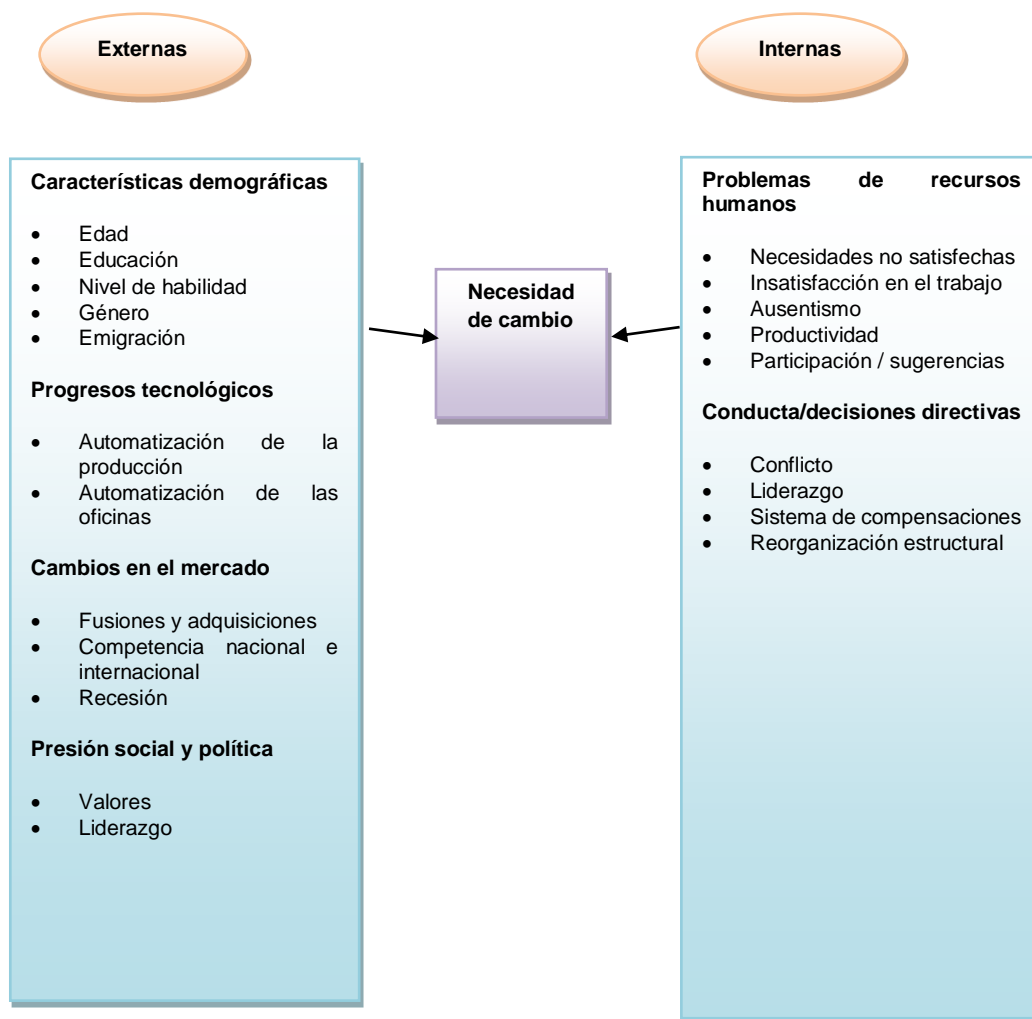 Externas
Internas
Características demográficas
• Edad
• Educación
• Nivel de habilidad
• Género
• Emigración
Progresos tecnológicos
• Automatización de la
producción
• Automatización de las
oficinas
Cambios en el mercado
• Fusiones y adquisiciones
• Competencia nacional e
internacional
• Recesión
Presión social y política
• Valores
• Liderazgo
Necesidad
de cambio
Problemas de recursos
humanos
• Necesidades no satisfechas
• Insatisfacción en el trabajo
• Ausentismo
• Productividad
• Participación / sugerencias
Conducta/decisiones directivas
• Conflicto
• Liderazgo
• Sistema de compensaciones
• Reorganización estructural